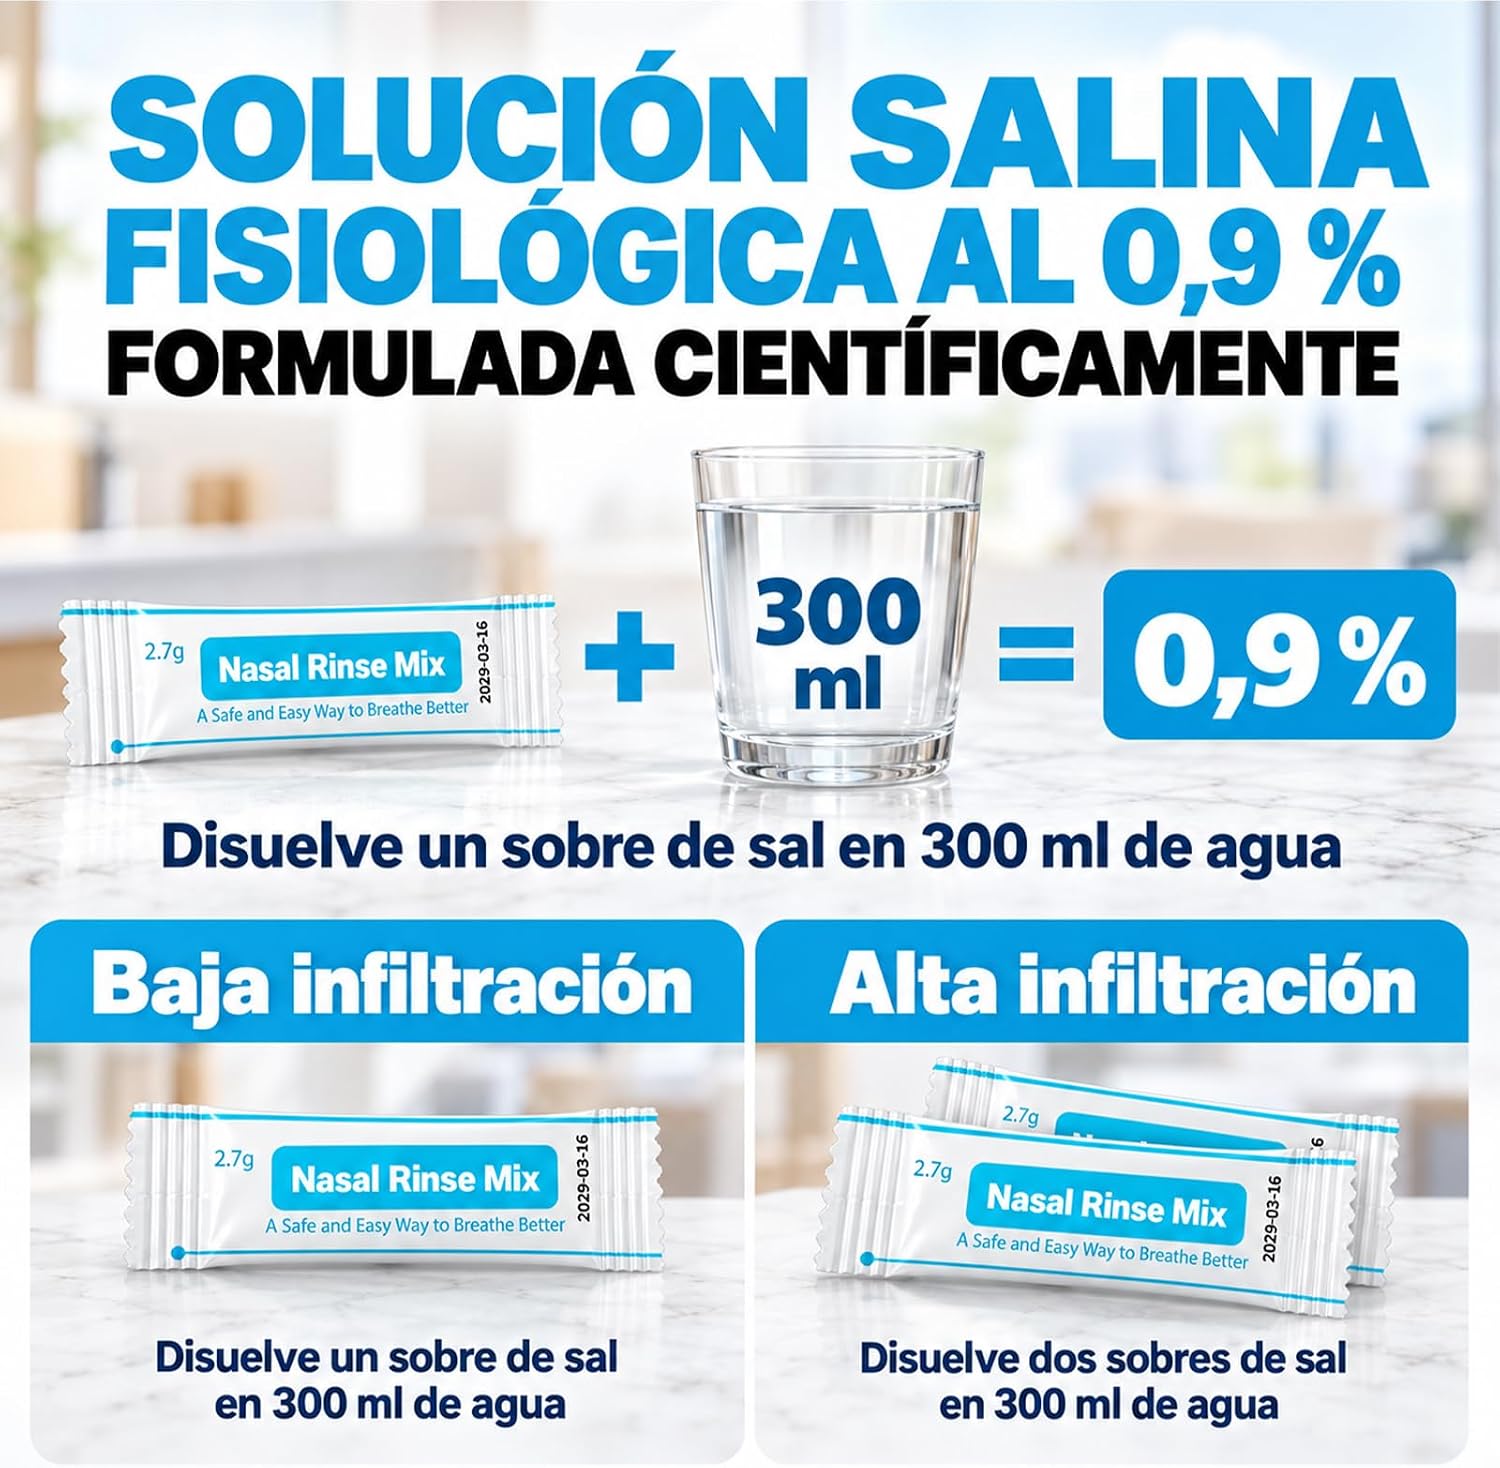 SOLUCIÓN SALINA
FISIOLÓGICA AL 0,9 %
FORMULADA CIENTÍFICAMENTE
2.7g
Nasal Rinse Mix
A Safe and Easy Way to Breathe Better
2029-03-16
+
300
ml
=
0,9 %
Disuelve un sobre de sal en 300 ml de agua
Baja infiltración
2.7g
Nasal Rinse Mix
A Safe and Easy Way to Breathe Better
2029-03-16
Disuelve un sobre de sal
en 300 ml de agua
Alta infiltración
2.7g
2.7g
Nasal Rinse Mix
A Safe and Easy Way to Breathe Better
2029-03-16
Disuelve dos sobres de sal
en 300 ml de agua